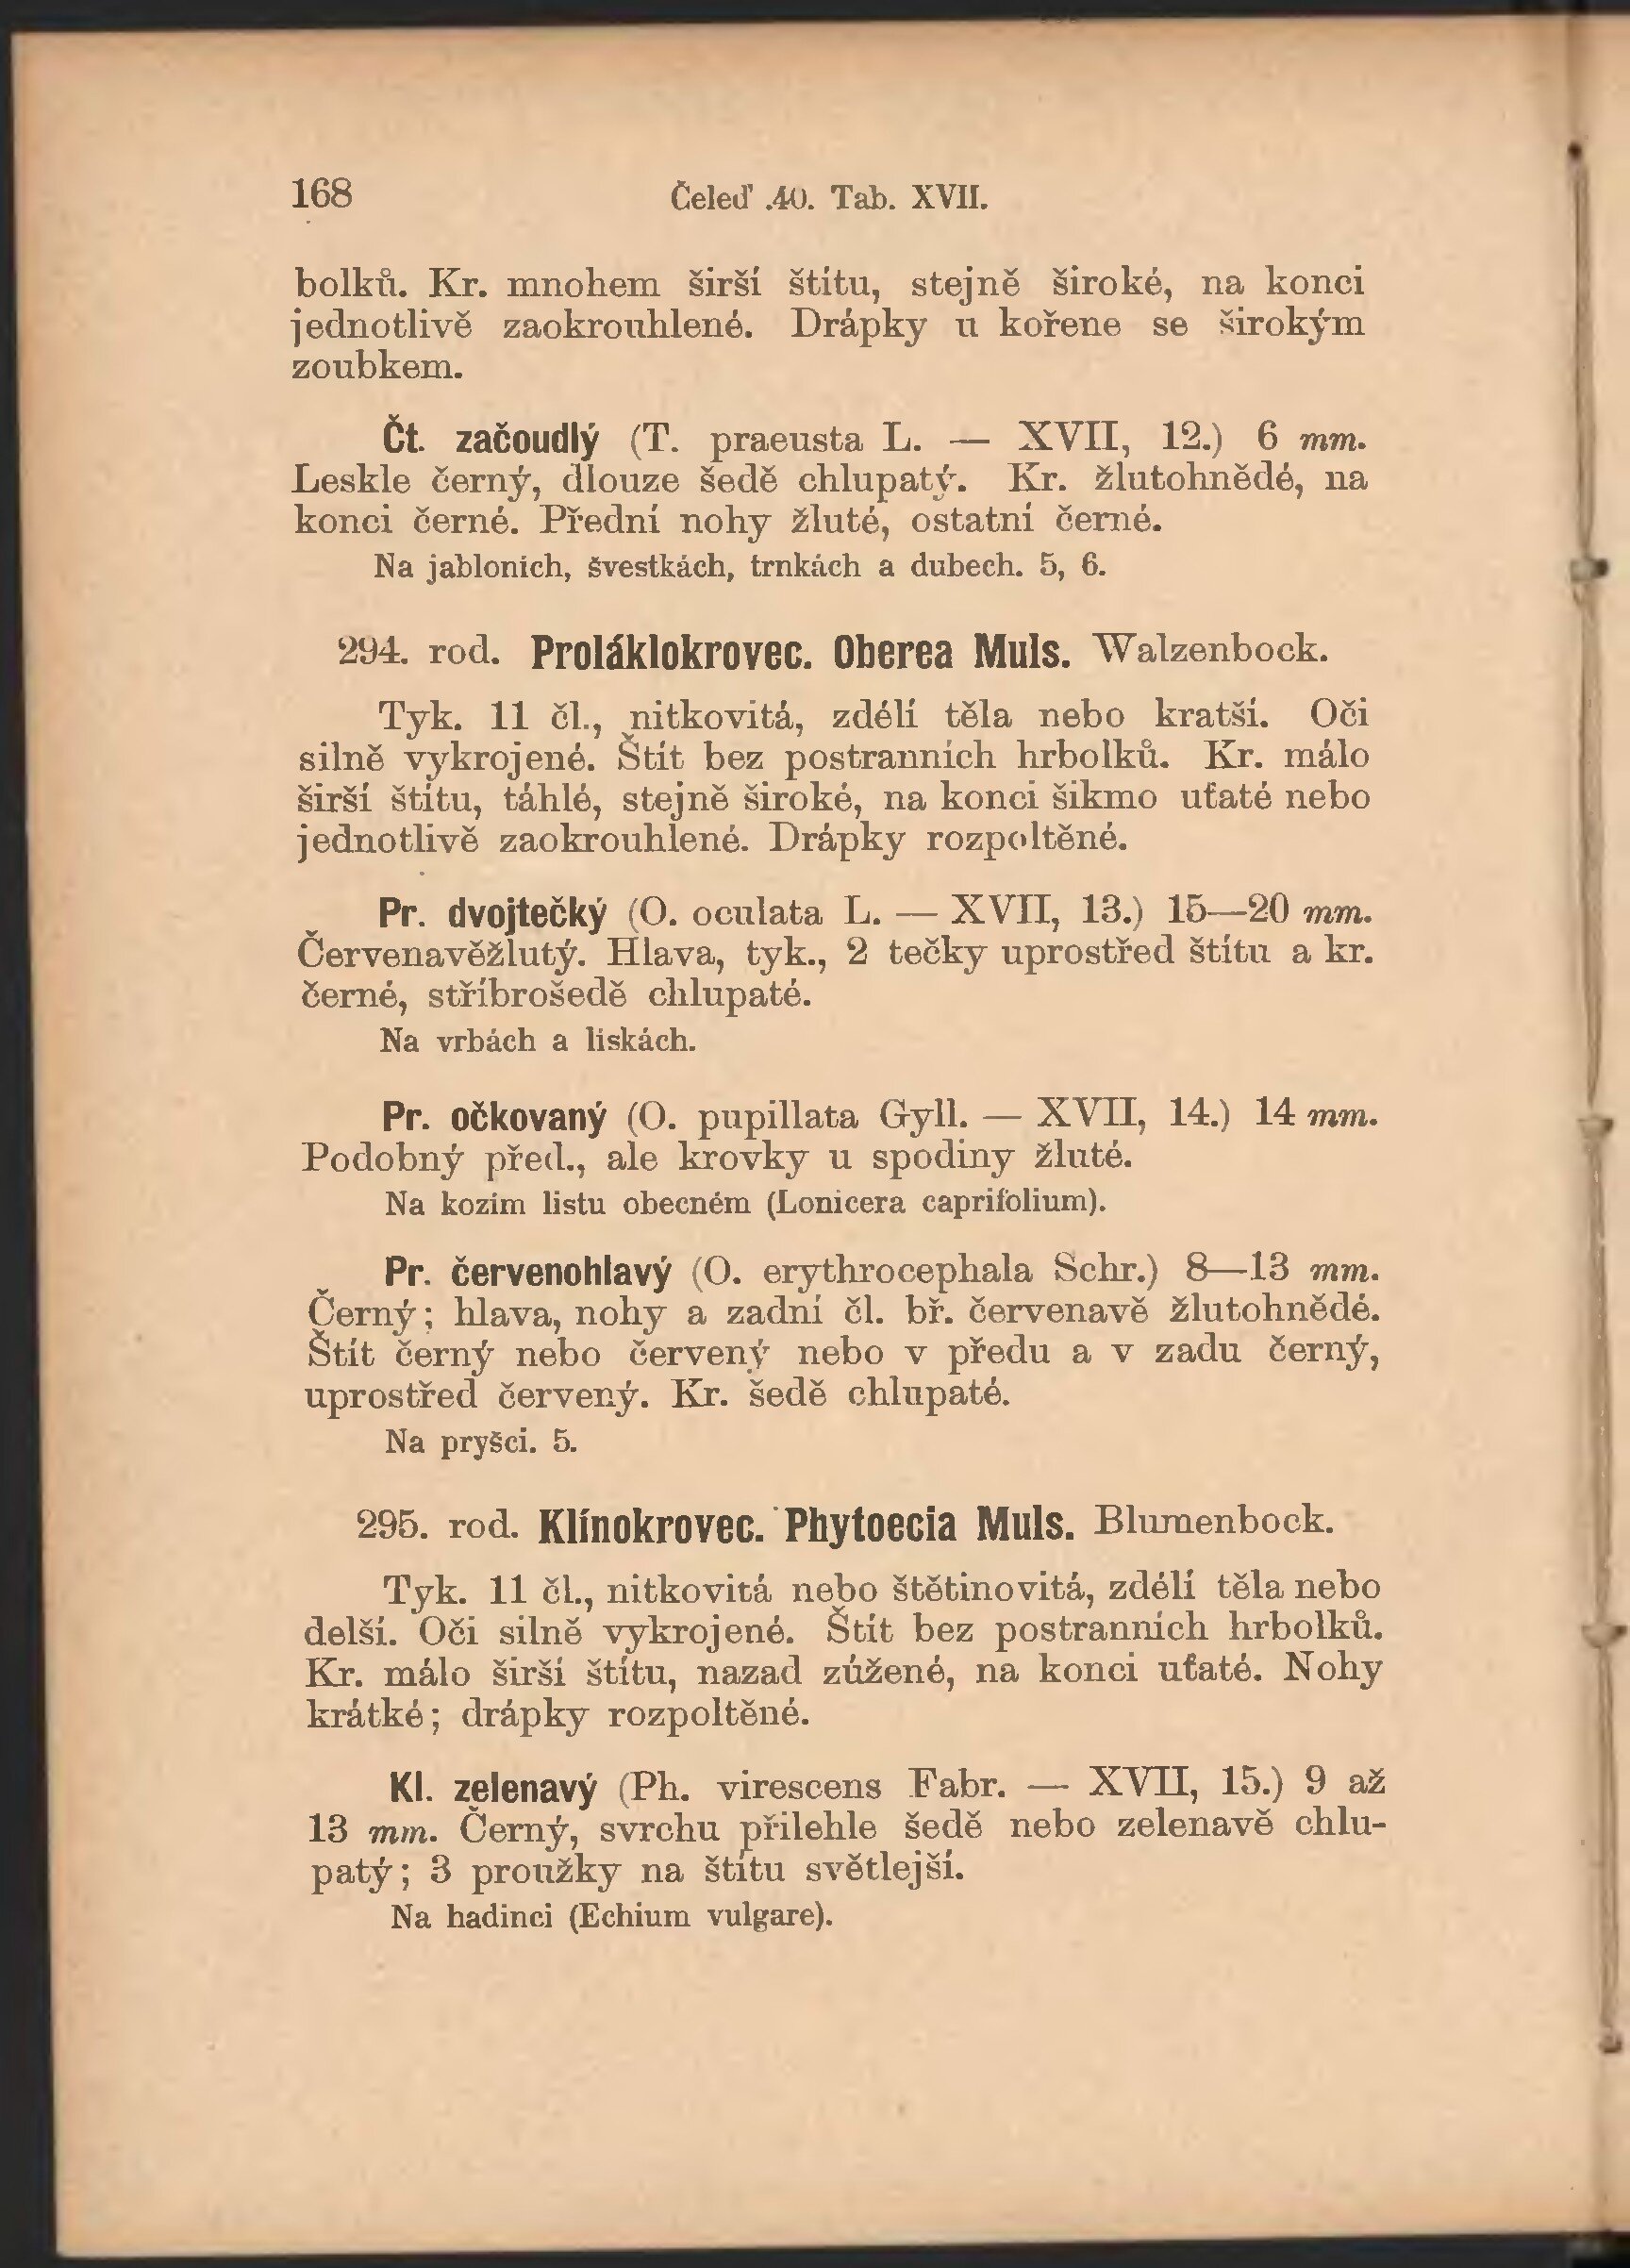 168
Čeleď .40. Tab. XVII.
bolků. Kr. mnohem širší štítu, stejně široké, na konci
jednotlivě zaokrouhlené. Drápky u kořene se širokým
zoubkem.
Čt. začoudlý (T. praeusta L. — XVII, 12.) 6 mm.
Leskle černý, dlouze šedě chlupatý. Kr. žlutohnědé, na
konci černé. Přední nohy žluté, ostatní černé.
Na jabloních, švestkách, trnkách a dubech. 5, 6.
294. rod. Proláklokrovec. Oberea Muls. Walzenbock.
Tyk. 11 čl., nitkovitá, zdélí těla nebo kratší. Oči
silně vykrojené. Štít bez postranních hrbolků. Kr. málo
širší štítu, táhlé, stejně široké, na konci šikmo uťaté nebo
jednotlivě zaokrouhlené. Drápky rozpoltěné.
Pr. dvojtečký (O. oculata L. — XVII, 13.) 15—20 mm.
Červenavěžlutý. Hlava, tyk., 2 tečky uprostřed štítu a kr.
černé, stříbrošedě chlupaté.
Na vrbách a lískách.
Pr. očkovaný (O. pupillata Gyll. — XVII, 14.) 14 mm.
Podobný před., ale krovky u spodiny žluté.
Na kozím listu obecném (Lonicera caprifolium).
Pr. červenohlavý (O. erythrocephala Schr.) 8—13 mm.
Černý; hlava, nohy a zadní čl. bř. červenavě žlutohnědé.
Štít černý nebo červený nebo v předu a v zadu černý,
uprostřed červený. Kr. šedě chlupaté.
Na pryšci. 5.
295. rod. Klínokrovec. Phytoecia Muls. Blumenbock.
Tyk. 11 čl., nitkovitá nebo štětinovitá, zdélí těla nebo
delší. Oči silně vykrojené. Štít bez postranních hrbolků.
Kr. málo širší štítu, nazad zúžené, na konci uťaté. Nohy
krátké; drápky rozpoltěné.
Kl. zelenavý (Ph. virescens Fabr. — XVII, 15.) 9 až
13 mm. Černý, svrchu přilehle šedě nebo zelenavě chlu-
patý; 3 proužky na štítu světlejší.
Na hadinci (Echium vulgare).